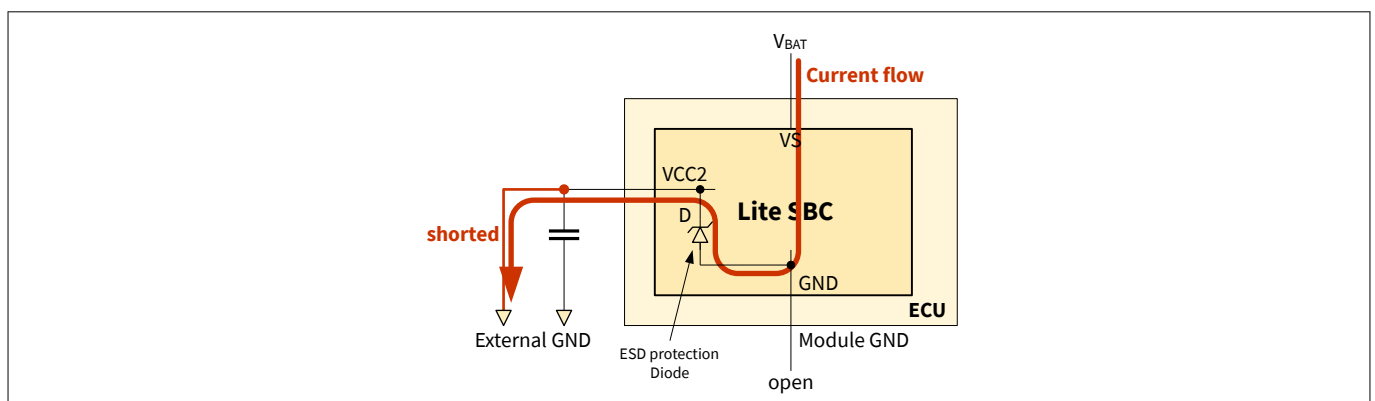 VBAT
Current flow
VS
VCC2
D
Lite SBC
shorted
GND
ECU
External GND
Module GND
ESD protection
Diode
open